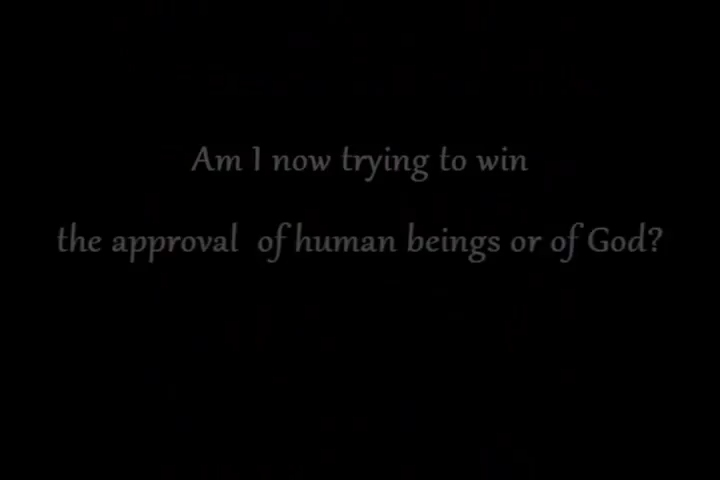 Am I now trying to win
the approval of human beings or of God?